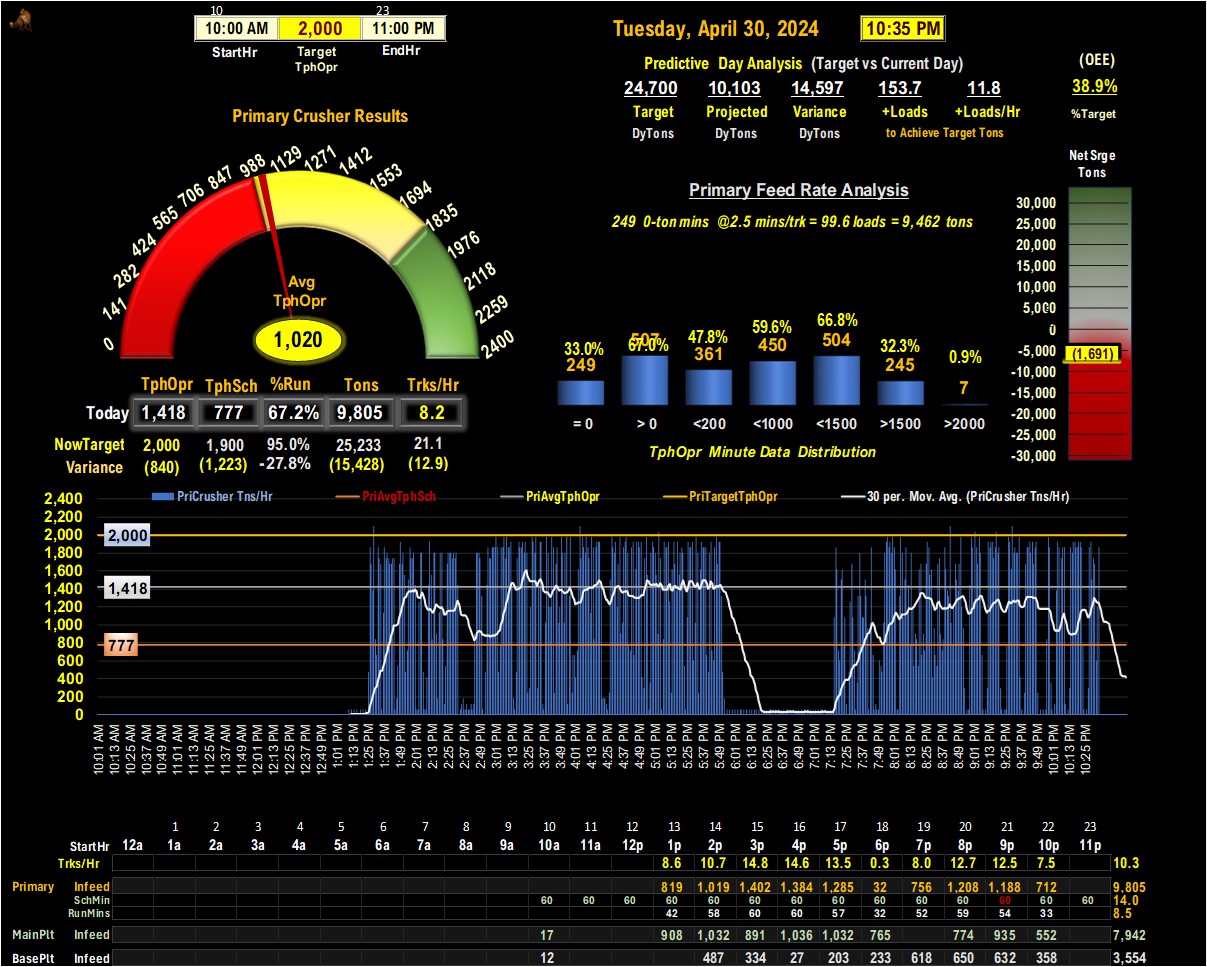 10 23
10:00 AM 2,000 11:00 PM
StartHr Target TphOpr EndHr
Tuesday, April 30, 2024 10:35 PM
Predictive Day Analysis (Target vs Current Day)
24,700 10,103 14,597 153.7 11.8
Target Projected Variance +Loads +Loads/Hr
DyTons DyTons DyTons to Achieve Target Tons
(OEE)
38.9%
%Target
Primary Crusher Results
0 141 282 424 565 706 847 988 1129 1271 1412 1553 1694 1835 1976 2118 2259 2400
Avg
TphOpr
1,020
TphOpr TphSch %Run Tons Trks/Hr
Today 1,418 777 67.2% 9,805 8.2
NowTarget 2,000 1,900 95.0% 25,233 21.1
Variance (840) (1,223) -27.8% (15,428) (12.9)
Primary Feed Rate Analysis
249 0-ton mins @2.5 mins/trk = 99.6 loads = 9,462 tons
33.0% 67.0% 47.8% 59.6% 66.8% 32.3% 0.9%
249 507 361 450 504 245 7
= 0 > 0 <200 <1000 <1500 >1500 >2000
TphOpr Minute Data Distribution
Net Srge
Tons
30,000
25,000
20,000
15,000
10,000
5,000
0
-5,000
(1,691)
-10,000
-15,000
-20,000
-25,000
-30,000
PriCrusher Tns/Hr PriAvgTphSch PriAvgTphOpr PriTargetTphOpr 30 per. Mov. Avg. (PriCrusher Tns/Hr)
2,400
2,200
2,000 2,000
1,800
1,600
1,400 1,418
1,200
1,000
800 777
600
400
200
0
10:01 AM 10:13 AM 10:25 AM 10:37 AM 10:49 AM 11:01 AM 11:13 AM 11:25 AM 11:37 AM 11:49 AM 12:01 PM 12:13 PM 12:25 PM 12:37 PM 12:49 PM 1:01 PM 1:13 PM 1:25 PM 1:37 PM 1:49 PM 2:01 PM 2:13 PM 2:25 PM 2:37 PM 2:49 PM 3:01 PM 3:13 PM 3:25 PM 3:37 PM 3:49 PM 4:01 PM 4:13 PM 4:25 PM 4:37 PM 4:49 PM 5:01 PM 5:13 PM 5:25 PM 5:37 PM 5:49 PM 6:01 PM 6:13 PM 6:25 PM 6:37 PM 6:49 PM 7:01 PM 7:13 PM 7:25 PM 7:37 PM 7:49 PM 8:01 PM 8:13 PM 8:25 PM 8:37 PM 8:49 PM 9:01 PM 9:13 PM 9:25 PM 9:37 PM 9:49 PM 10:01 PM 10:13 PM 10:25 PM
1 2 3 4 5 6 7 8 9 10 11 12 13 14 15 16 17 18 19 20 21 22 23
StartHr 12a 1a 2a 3a 4a 5a 6a 7a 8a 9a 10a 11a 12p 1p 2p 3p 4p 5p 6p 7p 8p 9p 10p 11p
Trks/Hr 8.6 10.7 14.8 14.6 13.5 0.3 8.0 12.7 12.5 7.5 10.3
Primary Infeed 819 1,019 1,402 1,384 1,285 32 756 1,208 1,188 712 9,805
SchMin 60 60 60 60 60 60 60 60 60 60 60 60 60 60 14.0
RunMins 42 58 60 60 57 32 52 59 54 33 8.5
MainPlt Infeed 17 908 1,032 891 1,036 1,032 765 774 935 552 7,942
BasePlt Infeed 12 487 334 27 203 233 618 650 632 358 3,554